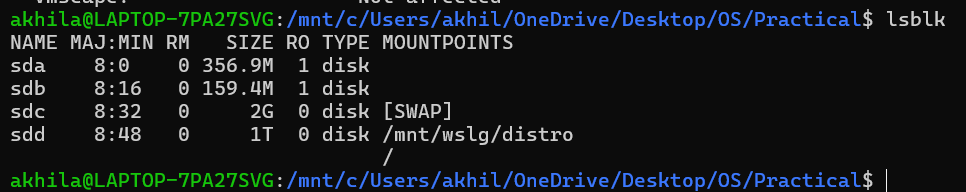 akhila@LAPTOP-7PA27SVG:/mnt/c/Users/akhil/OneDrive/Desktop/OS/Practical$ lsblk
NAME MAJ:MIN RM   SIZE RO TYPE MOUNTPOINTS
sda    8:0    0 356.9M  1 disk
sdb    8:16   0 159.4M  1 disk
sdc    8:32   0     2G  0 disk [SWAP]
sdd    8:48   0     1T  0 disk /mnt/wslg/distro
                               /
akhila@LAPTOP-7PA27SVG:/mnt/c/Users/akhil/OneDrive/Desktop/OS/Practical$